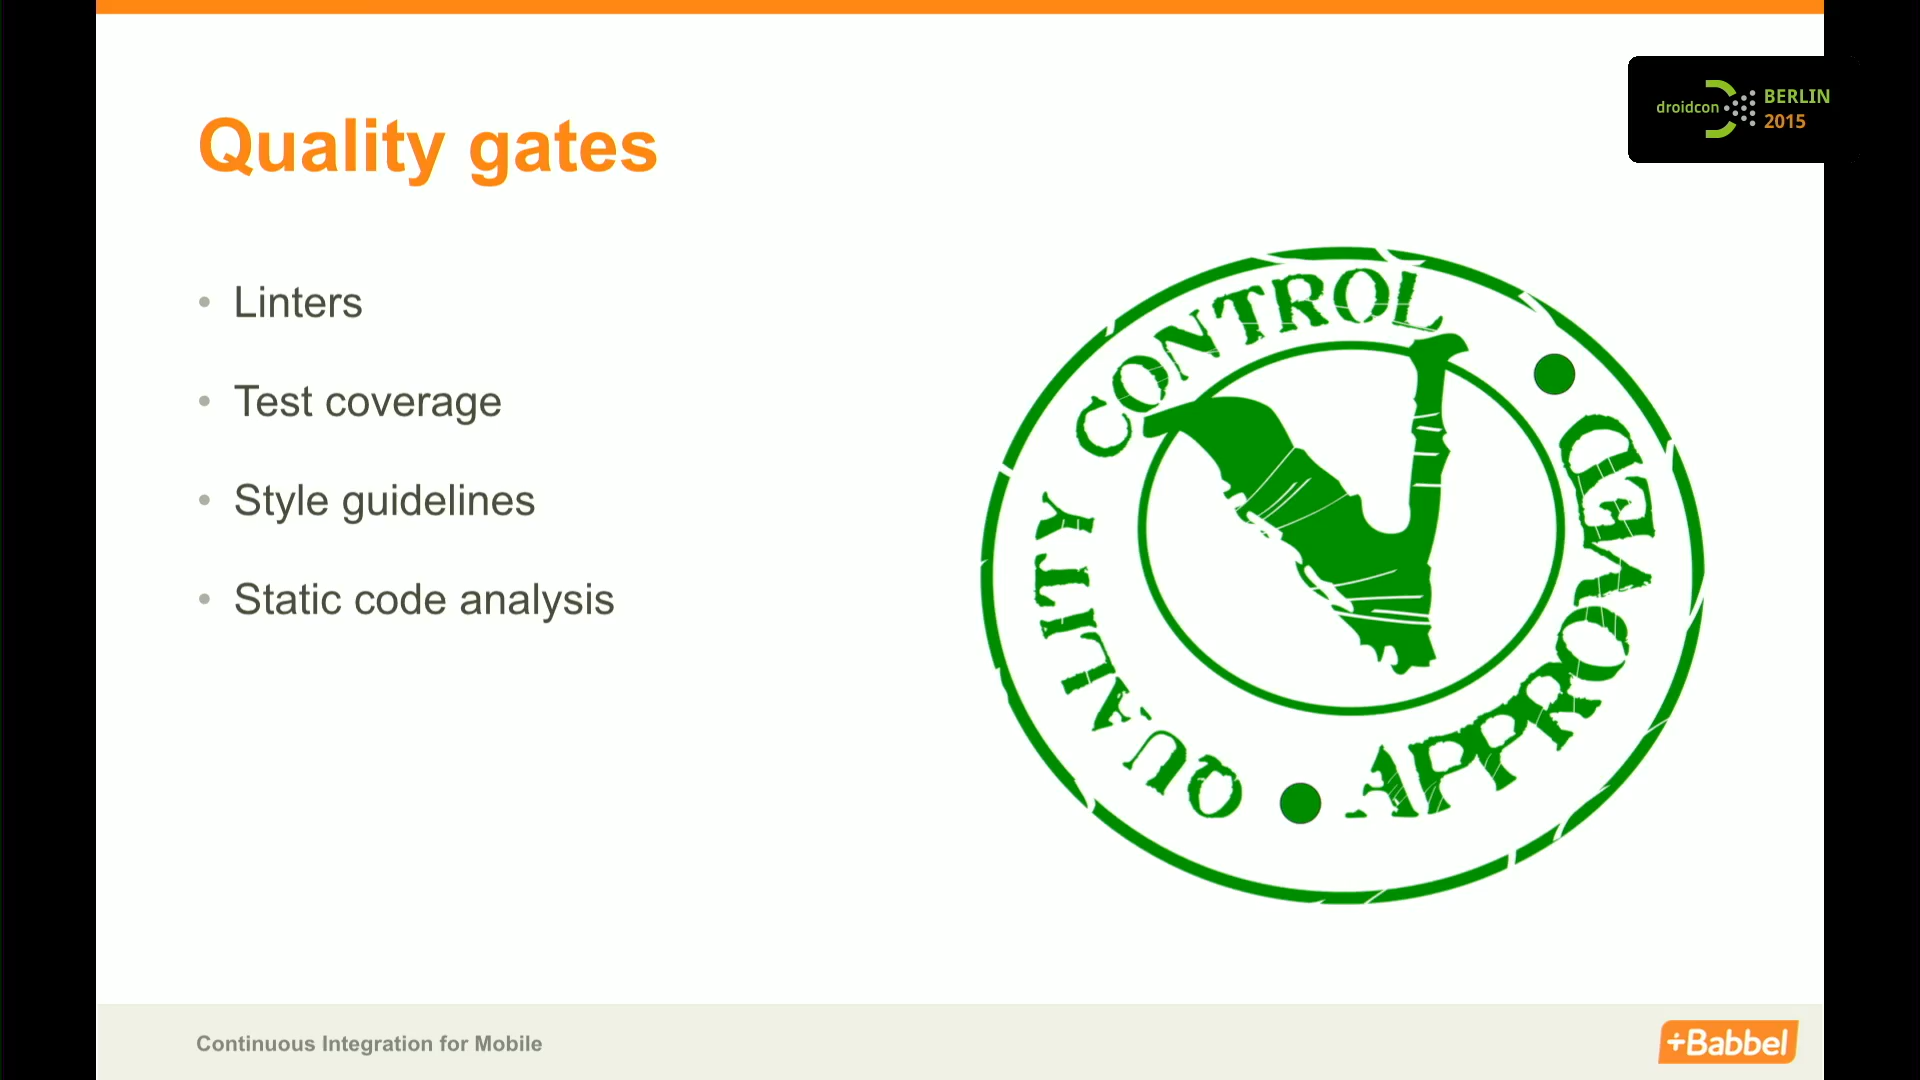 Quality gates
droidcon BERLIN
2015
• Linters
• Test coverage
• Style guidelines
• Static code analysis
QUALITY CONTROL • APPROVED •
Continuous Integration for Mobile
+Babbel